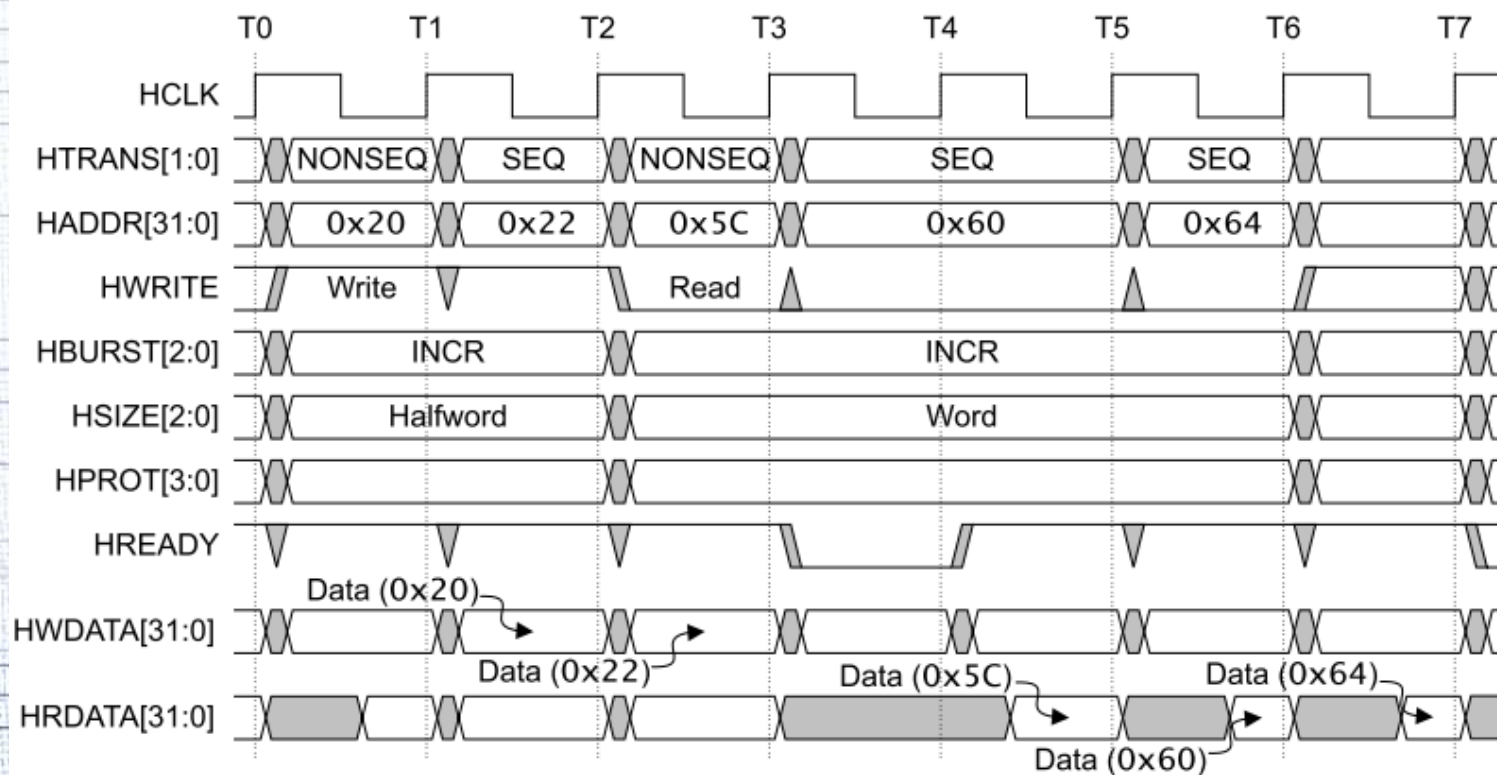 T0 T1 T2 T3 T4 T5 T6 T7
HCLK
HTRANS[1:0] NONSEQ SEQ NONSEQ SEQ SEQ
HADDR[31:0] 0x20 0x22 0x5C 0x60 0x64
HWRITE Write Read
HBURST[2:0] INCR INCR
HSIZE[2:0] Halfword Word
HPROT[3:0]
HREADY
Data (0x20)
HWDATA[31:0]
Data (0x22) Data (0x5C) Data (0x64)
HRDATA[31:0]
Data (0x60)